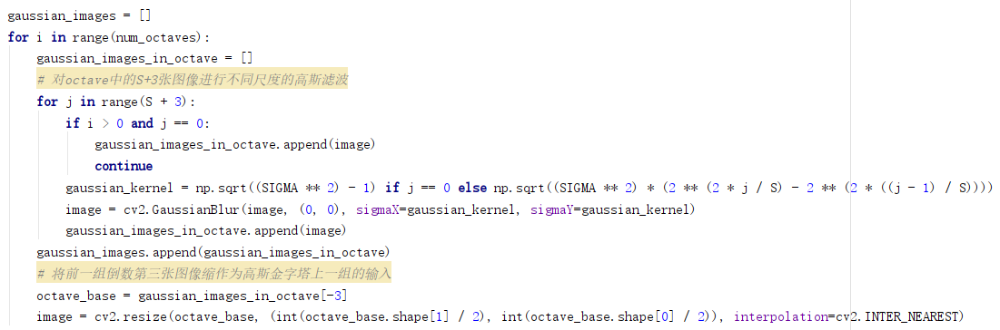 gaussian_images = []
for i in range(num_octaves):
    gaussian_images_in_octave = []
    # 对octave中的S+3张图像进行不同尺度的高斯滤波
    for j in range(S + 3):
        if i > 0 and j == 0:
            gaussian_images_in_octave.append(image)
            continue
        gaussian_kernel = np.sqrt((SIGMA ** 2) - 1) if j == 0 else np.sqrt((SIGMA ** 2) * (2 ** (2 * j / S) - 2 ** (2 * ((j - 1) / S))))
        image = cv2.GaussianBlur(image, (0, 0), sigmaX=gaussian_kernel, sigmaY=gaussian_kernel)
        gaussian_images_in_octave.append(image)
    gaussian_images.append(gaussian_images_in_octave)
    # 将前一组倒数第三张图像缩作为高斯金字塔上一组的输入
    octave_base = gaussian_images_in_octave[-3]
    image = cv2.resize(octave_base, (int(octave_base.shape[1] / 2), int(octave_base.shape[0] / 2)), interpolation=cv2.INTER_NEAREST)